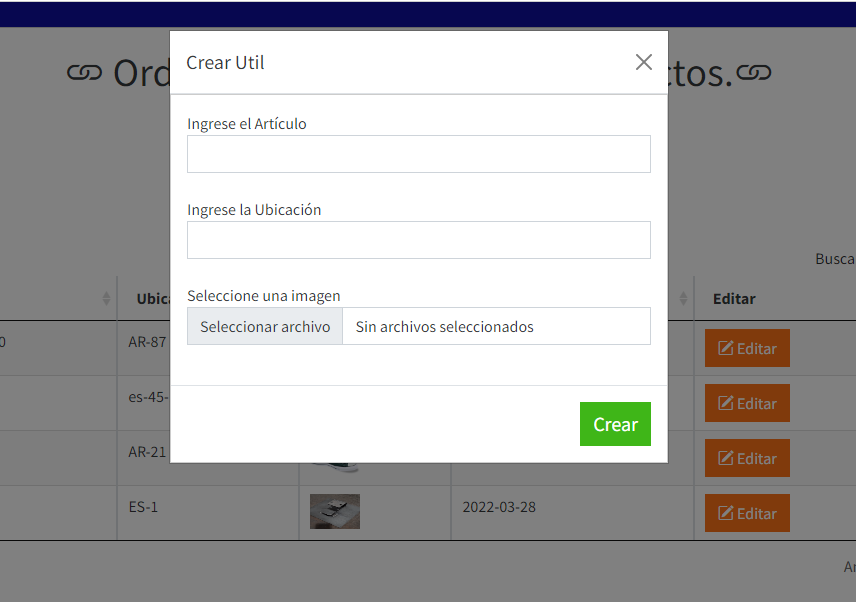 Ord ctos.
Crear Util
Ingrese el Artículo
Ingrese la Ubicación
Busca
Seleccione una imagen
Seleccionar archivo Sin archivos seleccionados
Ubica Editar
0 AR-87 Editar
es-45- Editar
Crear
AR-21 Editar
ES-1 2022-03-28 Editar